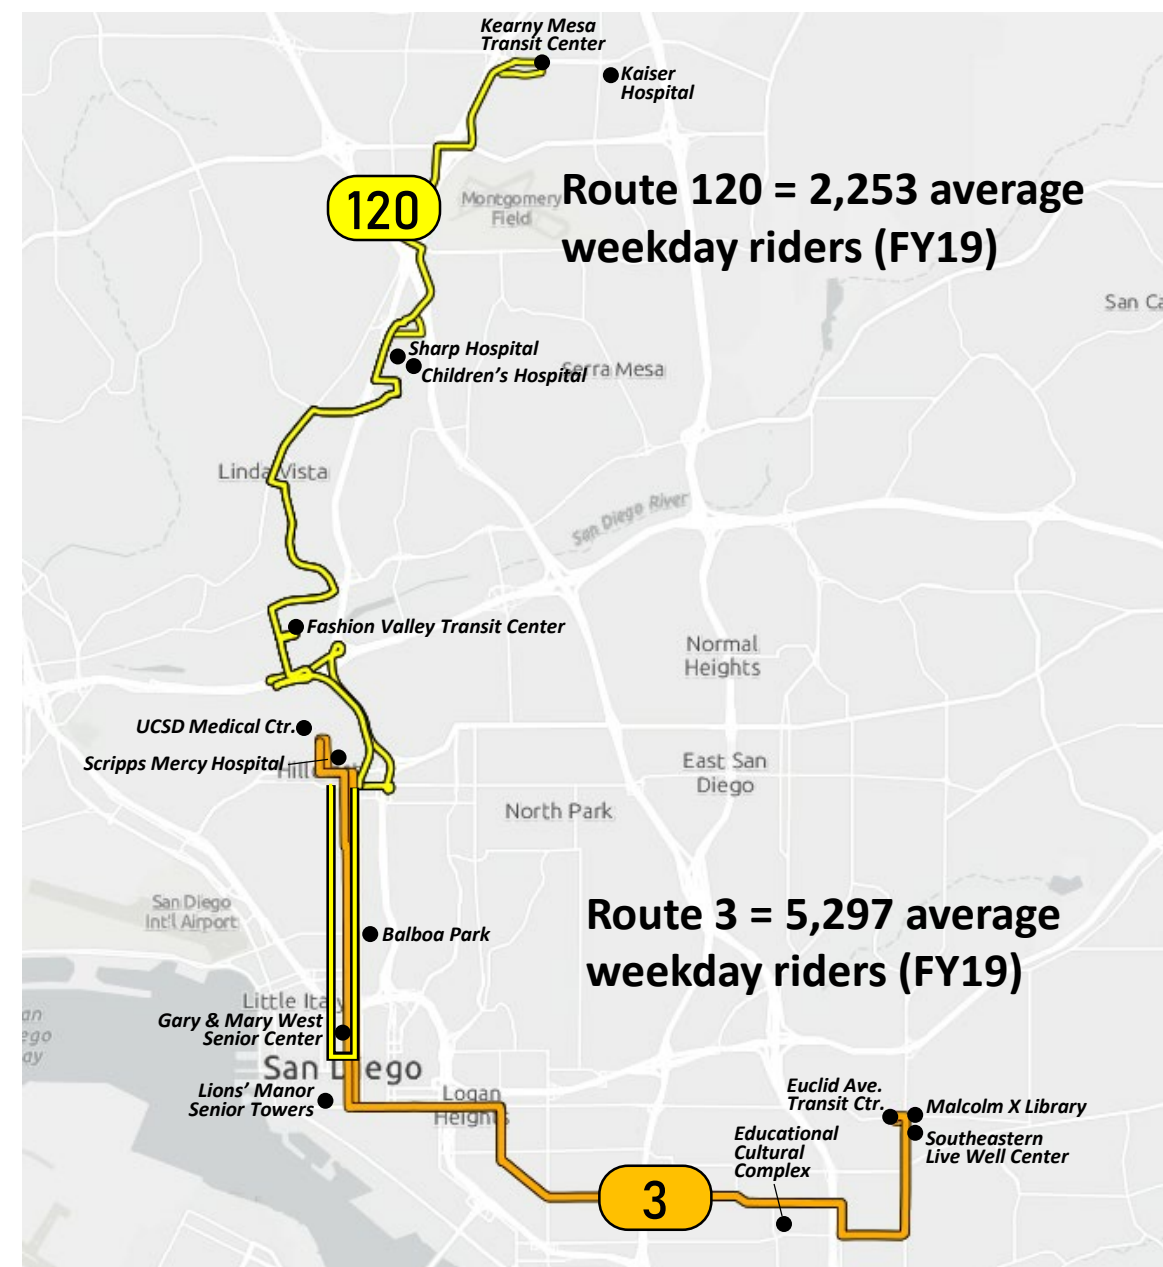 Kearny Mesa
Transit Center
Kaiser
Hospital
120
Montgomery
Field
Route 120 = 2,253 average
weekday riders (FY19)
San Ca
Sharp Hospital
Children's Hospital
Serra Mesa
Linda Vista
San Diego River
Fashion Valley Transit Center
Normal
Heights
UCSD Medical Ctr.
Scripps Mercy Hospital
East San
Diego
North Park
San Diego
Int'l Airport
Route 3 = 5,297 average
weekday riders (FY19)
Balboa Park
Little Italy
Gary & Mary West
Senior Center
San Diego
Lions' Manor
Senior Towers
Logan
Heights
Euclid Ave.
Transit Ctr.
Malcolm X Library
Southeastern
Live Well Center
Educational
Cultural
Complex
3